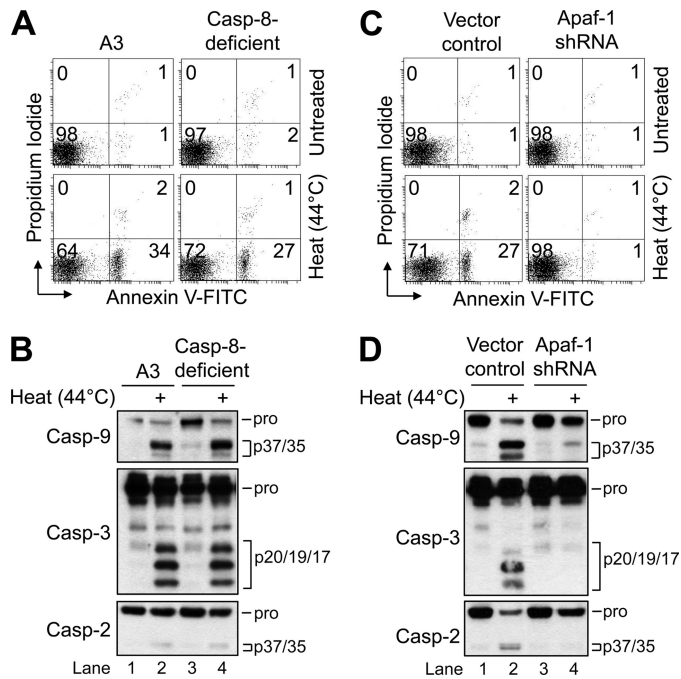 A
A3
Casp-8-
deficient
Propidium Iodide
0 1 0 1
98 1 97 2
Untreated
0 2 0 1
64 34 72 27
Heat (44°C)
Annexin V-FITC
C
Vector
control
Apaf-1
shRNA
Propidium Iodide
0 1 0 1
98 1 98 1
Untreated
0 2 0 1
71 27 98 1
Heat (44°C)
Annexin V-FITC
B
A3
Casp-8-
deficient
Heat (44°C) + +
Casp-9
pro
p37/35
Casp-3
pro
p20/19/17
Casp-2
pro
p37/35
Lane 1 2 3 4
D
Vector
control
Apaf-1
shRNA
Heat (44°C) + +
Casp-9
pro
p37/35
Casp-3
pro
p20/19/17
Casp-2
pro
p37/35
Lane 1 2 3 4